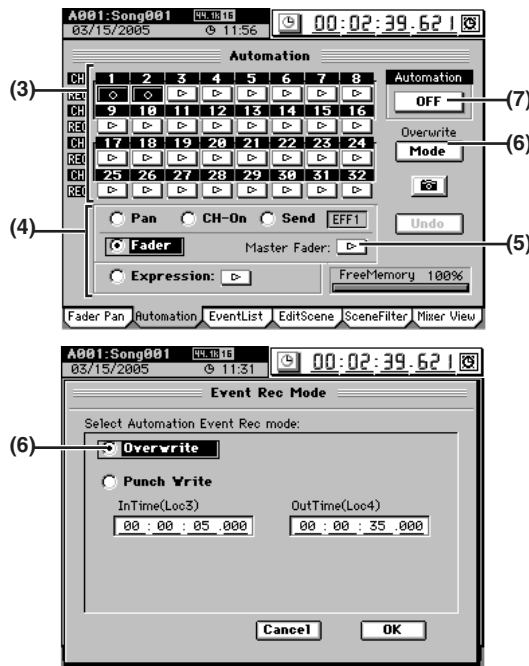 A001:Song001 44.1k 16 00:02:39.621
03/15/2005 11:56
Automation
(3)
CH 1 2 3 4 5 6 7 8
REC
CH 9 10 11 12 13 14 15 16
REC
CH 17 18 19 20 21 22 23 24
REC
CH 25 26 27 28 29 30 31 32
REC
Automation
OFF
(7)
Overwrite
(6)
Mode
Undo
(4)
Pan CH-On Send EFF1
Fader Master Fader:
(5)
Expression:
FreeMemory 100%
Fader Pan Automation EventList EditScene SceneFilter Mixer View
A001:Song001 44.1k 16 00:02:39.621
03/15/2005 11:31
Event Rec Mode
Select Automation Event Rec mode:
(6)
Overwrite
Punch Write
InTime(Loc3) OutTime(Loc4)
00 : 00 : 05 .000 00 : 00 : 35 .000
Cancel OK